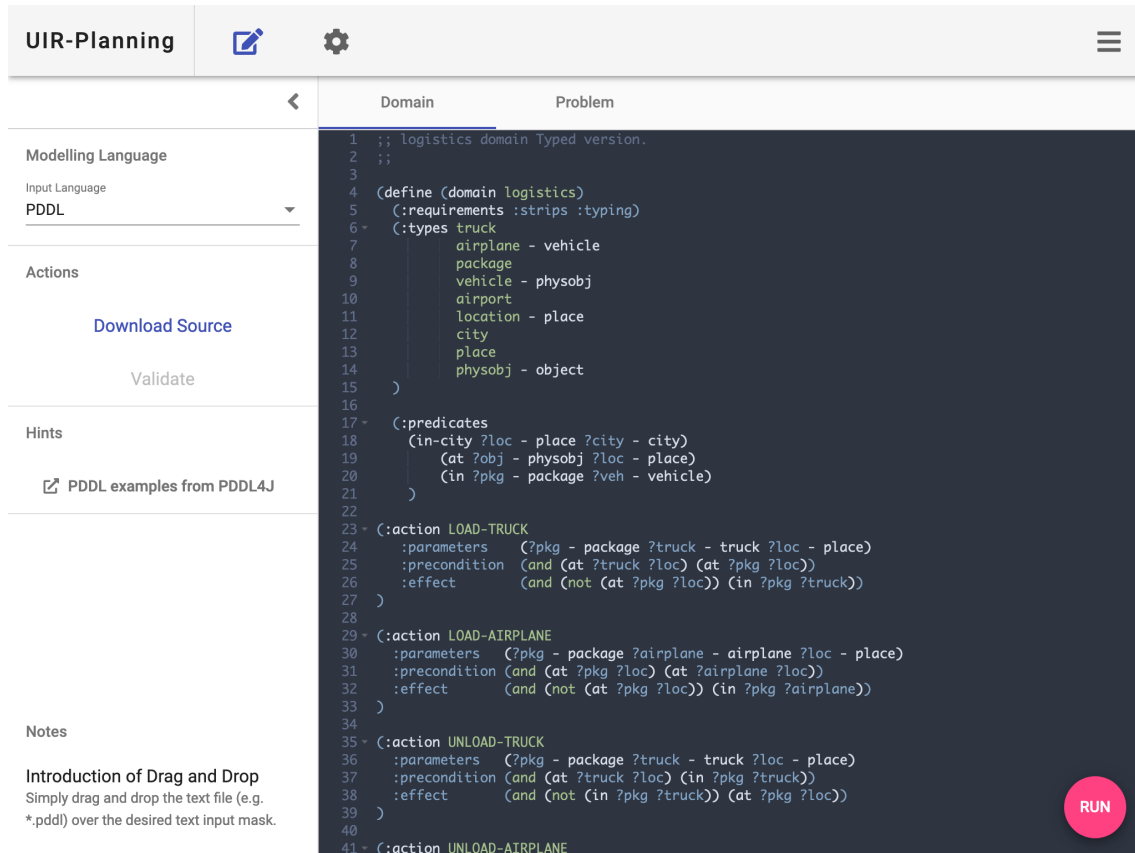 UIR-Planning
Domain
Problem
Modelling Language
Input Language
PDDL
Actions
Download Source
Validate
Hints
PDDL examples from PDDL4J
Notes
Introduction of Drag and Drop
Simply drag and drop the text file (e.g.
*.pddl) over the desired text input mask.
1 ;; logistics domain Typed version.
2 ;;
3
4 (define (domain logistics)
5 (:requirements :strips :typing)
6 (:types truck
7 airplane - vehicle
8 package
9 vehicle - physobj
10 airport
11 location - place
12 city
13 place
14 physobj - object
15 )
16
17 (:predicates
18 (in-city ?loc - place ?city - city)
19 (at ?obj - physobj ?loc - place)
20 (in ?pkg - package ?veh - vehicle)
21 )
22
23 (:action LOAD-TRUCK
24 :parameters (?pkg - package ?truck - truck ?loc - place)
25 :precondition (and (at ?truck ?loc) (at ?pkg ?loc))
26 :effect (and (not (at ?pkg ?loc)) (in ?pkg ?truck))
27 )
28
29 (:action LOAD-AIRPLANE
30 :parameters (?pkg - package ?airplane - airplane ?loc - place)
31 :precondition (and (at ?pkg ?loc) (at ?airplane ?loc))
32 :effect (and (not (at ?pkg ?loc)) (in ?pkg ?airplane))
33 )
34
35 (:action UNLOAD-TRUCK
36 :parameters (?pkg - package ?truck - truck ?loc - place)
37 :precondition (and (at ?truck ?loc) (in ?pkg ?truck))
38 :effect (and (not (in ?pkg ?truck)) (at ?pkg ?loc))
39 )
40
41 (:action UNLOAD-AIRPLANE
RUN